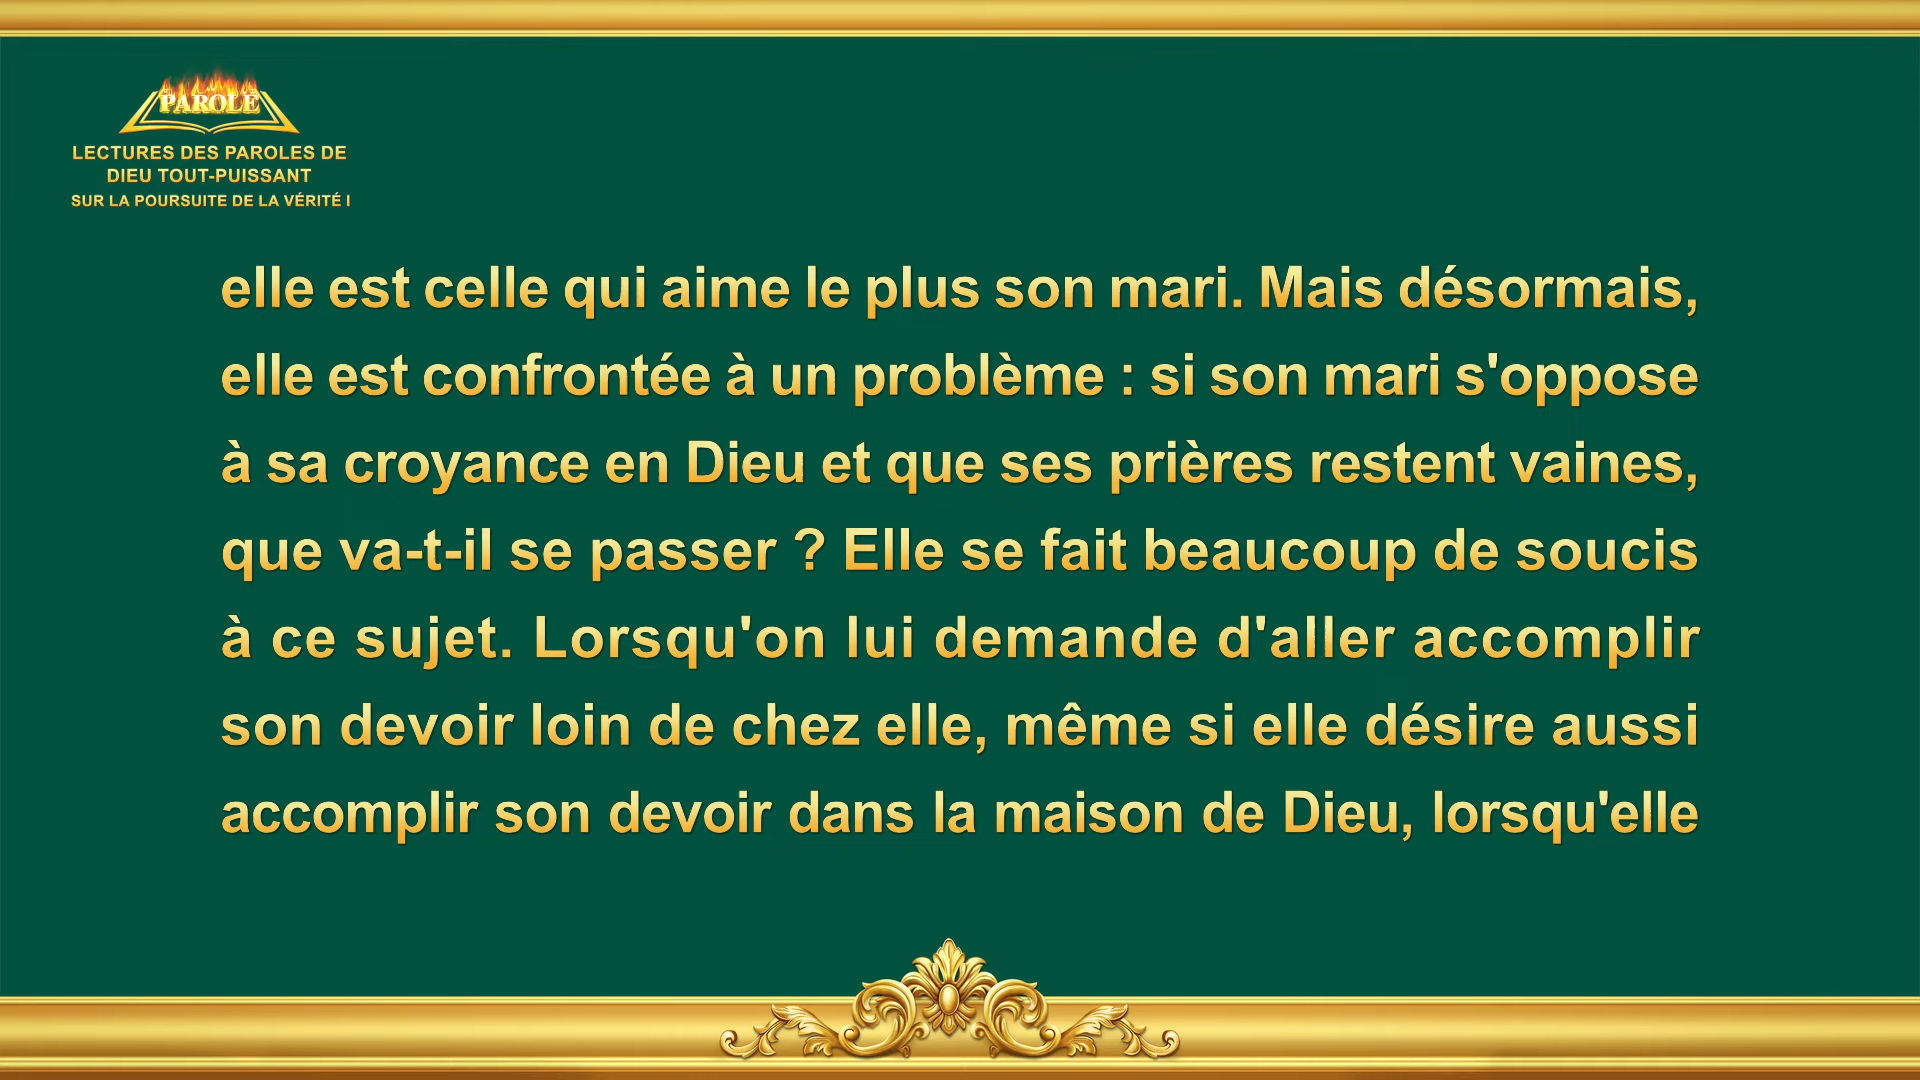 PAROLE
LECTURES DES PAROLES DE
DIEU TOUT-PUISSANT
SUR LA POURSUITE DE LA VÉRITÉ I
elle est celle qui aime le plus son mari. Mais désormais,
elle est confrontée à un problème : si son mari s'oppose
à sa croyance en Dieu et que ses prières restent vaines,
que va-t-il se passer ? Elle se fait beaucoup de soucis
à ce sujet. Lorsqu'on lui demande d'aller accomplir
son devoir loin de chez elle, même si elle désire aussi
accomplir son devoir dans la maison de Dieu, lorsqu'elle